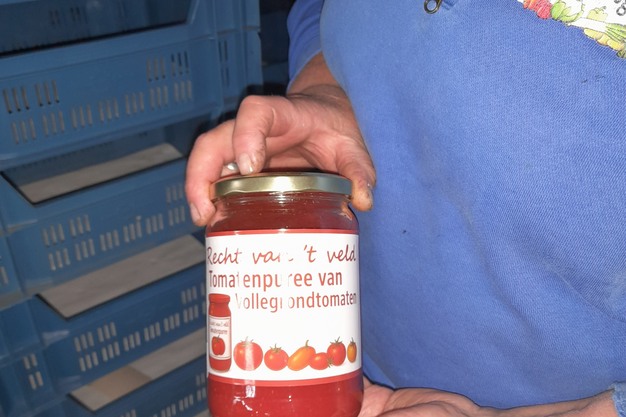 Recht van 't veld
Tomatenpuree van
vollegrondtomaten